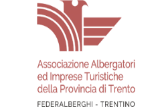 Associazione Albergatori
ed Imprese Turistiche
della Provincia di Trento
FEDERALBERGHI - TRENTINO